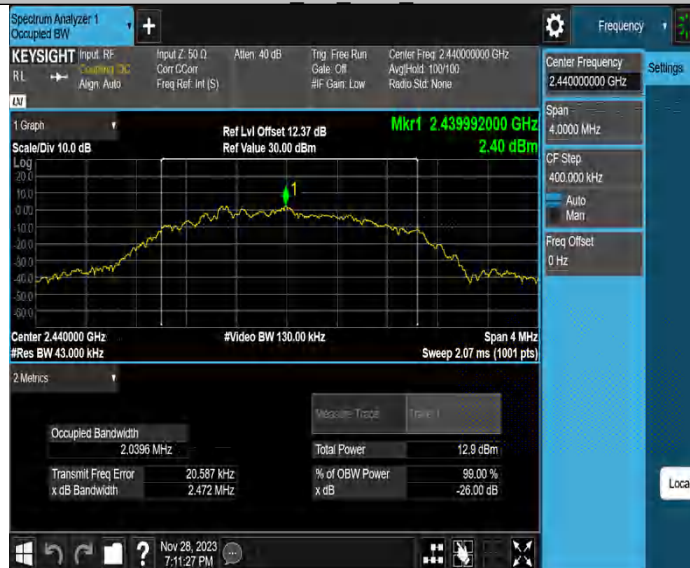 Spectrum Analyzer 1
Occupied BW
+
Frequency
KEYSIGHT
Input: RF
Coupling: DC
Align: Auto
RL
Input Z: 50 Ω
Corr CCorr
Freq Ref: Int (S)
Atten: 40 dB
Trig: Free Run
Gate: Off
#IF Gain: Low
Center Freq: 2.440000000 GHz
Avg|Hold: 100/100
Radio Std: None
LXI
Center Frequency
2.440000000 GHz
Settings
Span
4.0000 MHz
CF Step
400.000 kHz
Auto
Man
Freq Offset
0 Hz
1 Graph
Scale/Div 10.0 dB
Ref Lvl Offset 12.37 dB
Ref Value 30.00 dBm
Mkr1 2.439992000 GHz
2.40 dBm
Log
20.0
10.0
0.00
-10.0
-20.0
-30.0
-40.0
-50.0
-60.0
1
Center 2.440000 GHz
#Video BW 130.00 kHz
Span 4 MHz
#Res BW 43.000 kHz
Sweep 2.07 ms (1001 pts)
2 Metrics
Measure Trace
Trace 1
Occupied Bandwidth
2.0396 MHz
Total Power
12.9 dBm
Transmit Freq Error
20.587 kHz
% of OBW Power
99.00 %
x dB Bandwidth
2.472 MHz
x dB
-26.00 dB
Loca
?
Nov 28, 2023
7:11:27 PM